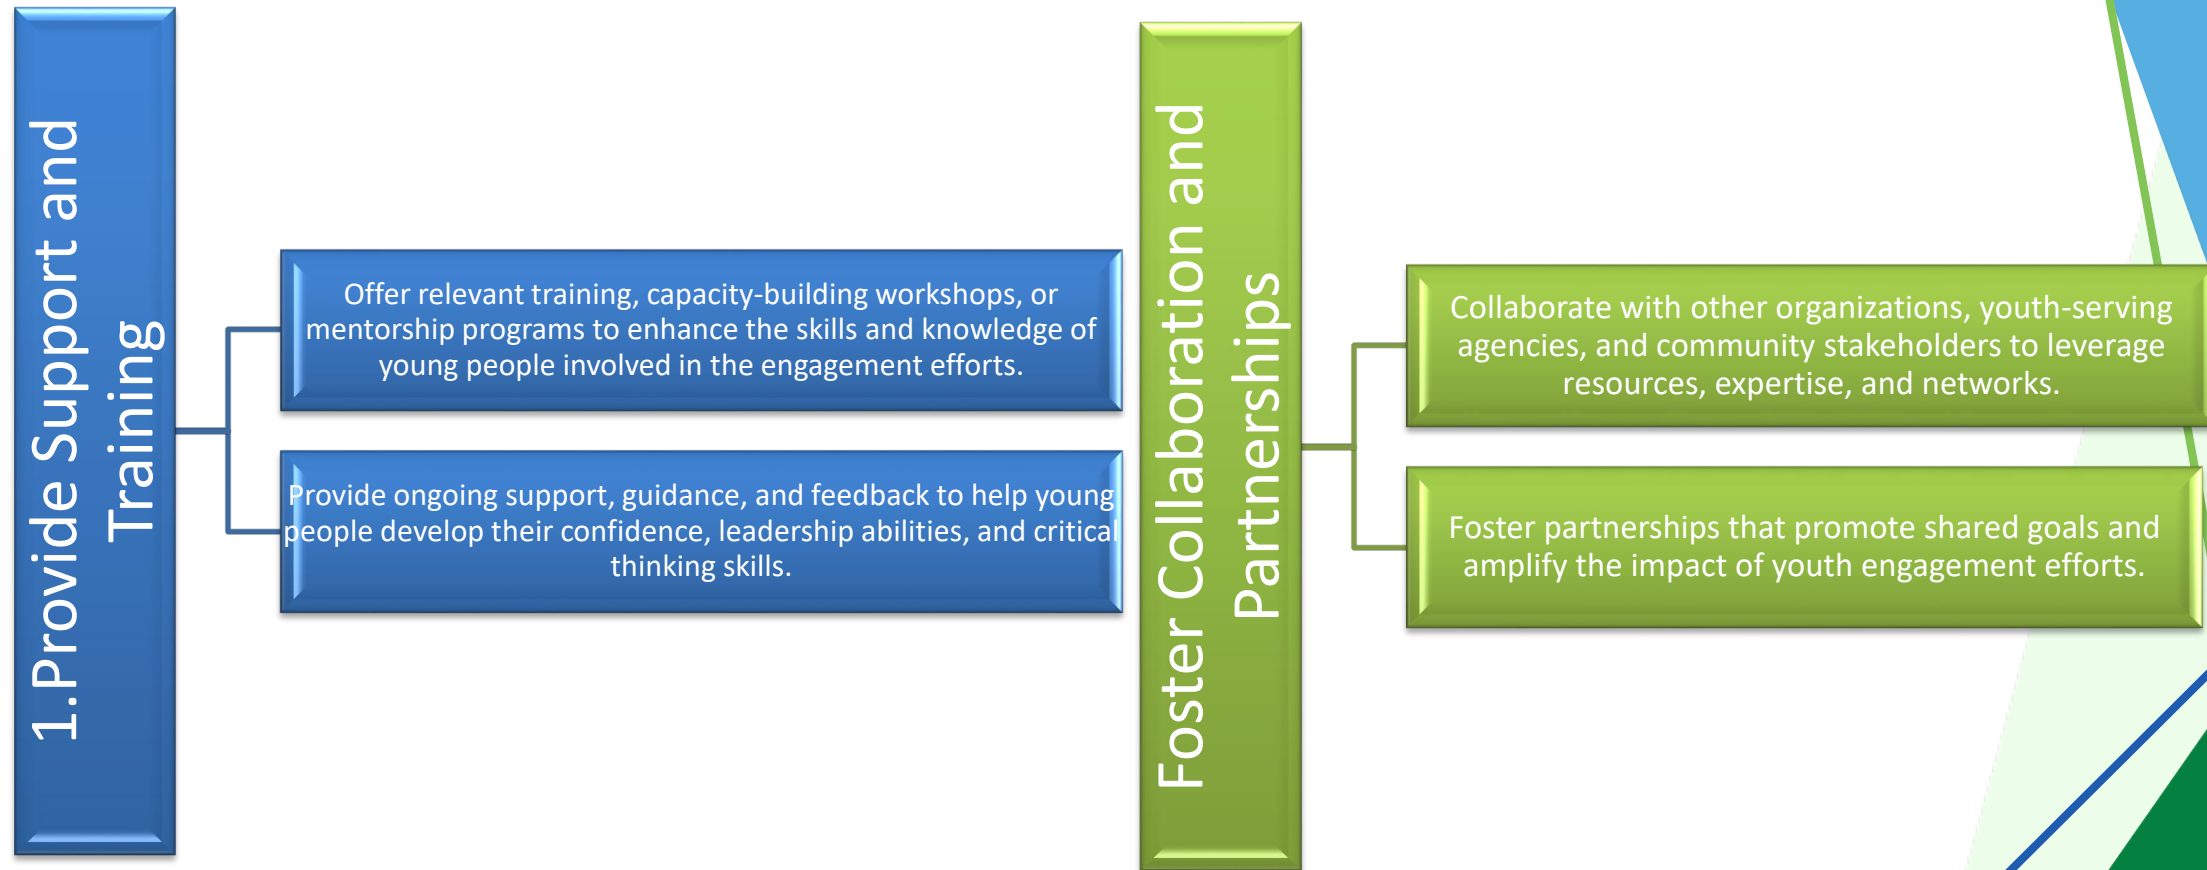 1.Provide Support and
Training
Offer relevant training, capacity-building workshops, or
mentorship programs to enhance the skills and knowledge of
young people involved in the engagement efforts.
Provide ongoing support, guidance, and feedback to help young
people develop their confidence, leadership abilities, and critical
thinking skills.
Foster Collaboration and
Partnerships
Collaborate with other organizations, youth-serving
agencies, and community stakeholders to leverage
resources, expertise, and networks.
Foster partnerships that promote shared goals and
amplify the impact of youth engagement efforts.